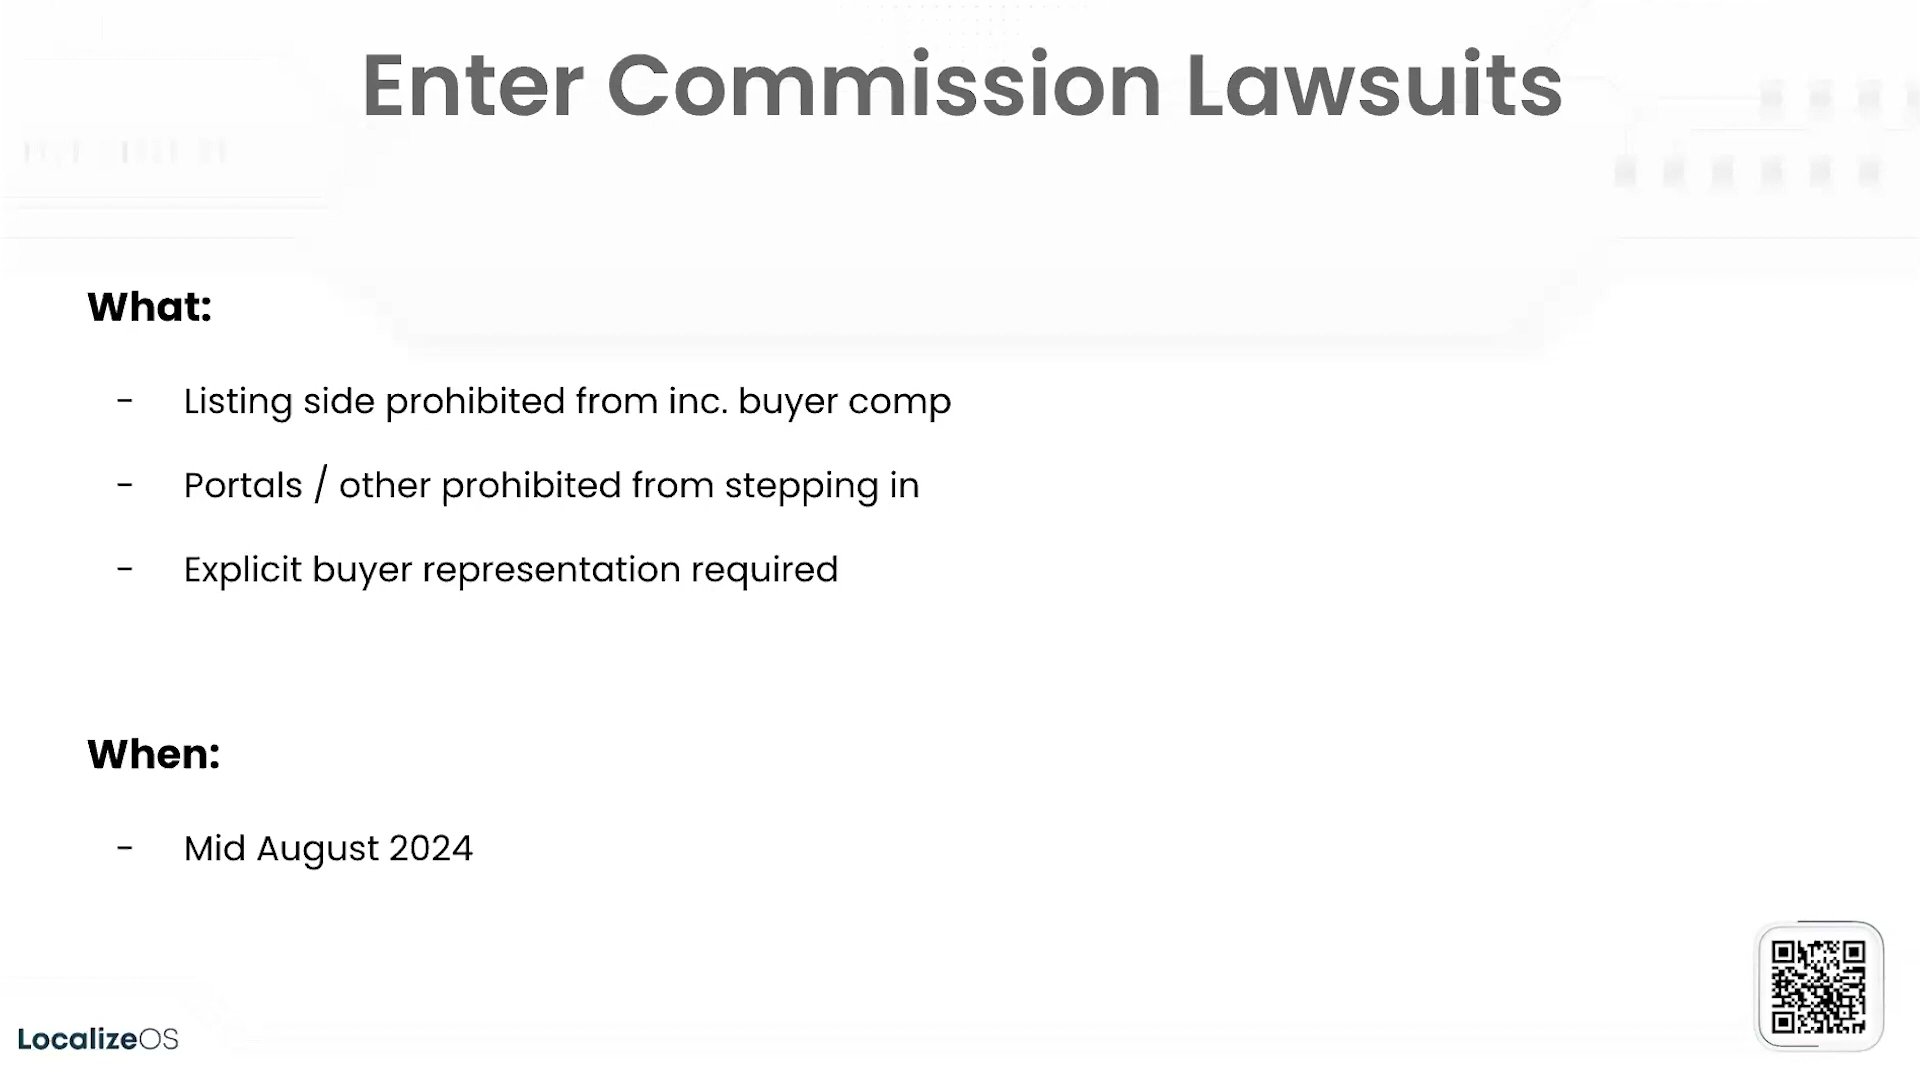 Enter Commission Lawsuits
What:
- Listing side prohibited from inc. buyer comp
- Portals / other prohibited from stepping in
- Explicit buyer representation required
When:
- Mid August 2024
LocalizeOS